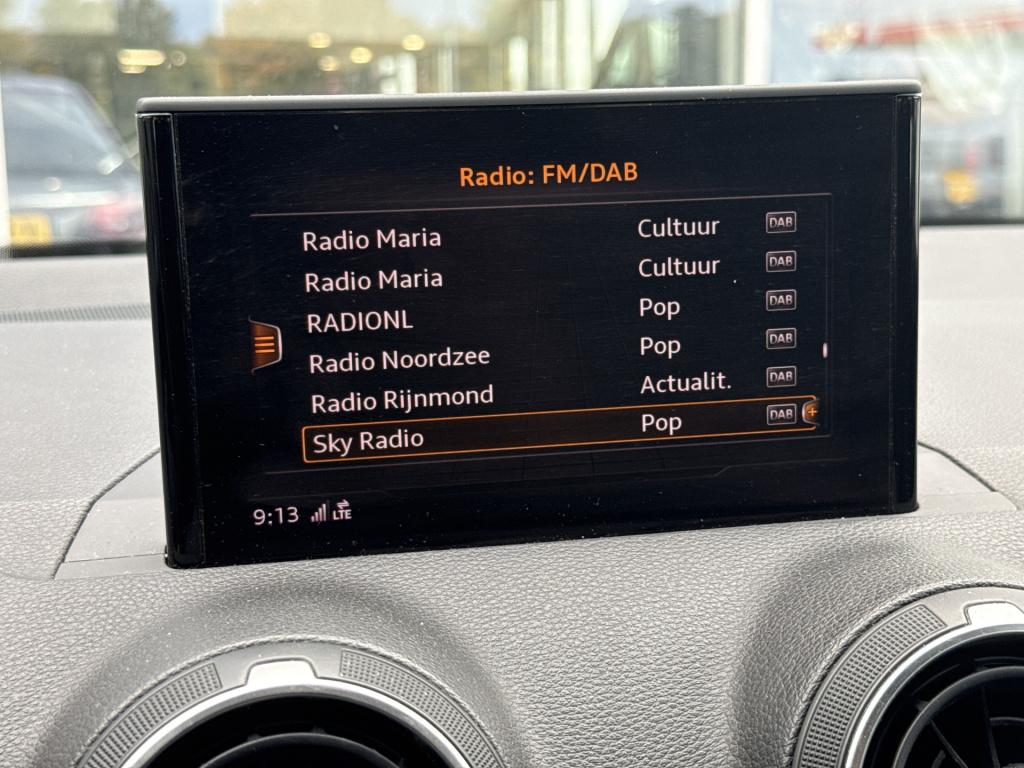 Radio: FM/DAB
Radio Maria Cultuur DAB
Radio Maria Cultuur DAB
RADIONL Pop DAB
Radio Noordzee Pop DAB
Radio Rijnmond Actualit. DAB
Sky Radio Pop DAB +
9:13 LTE